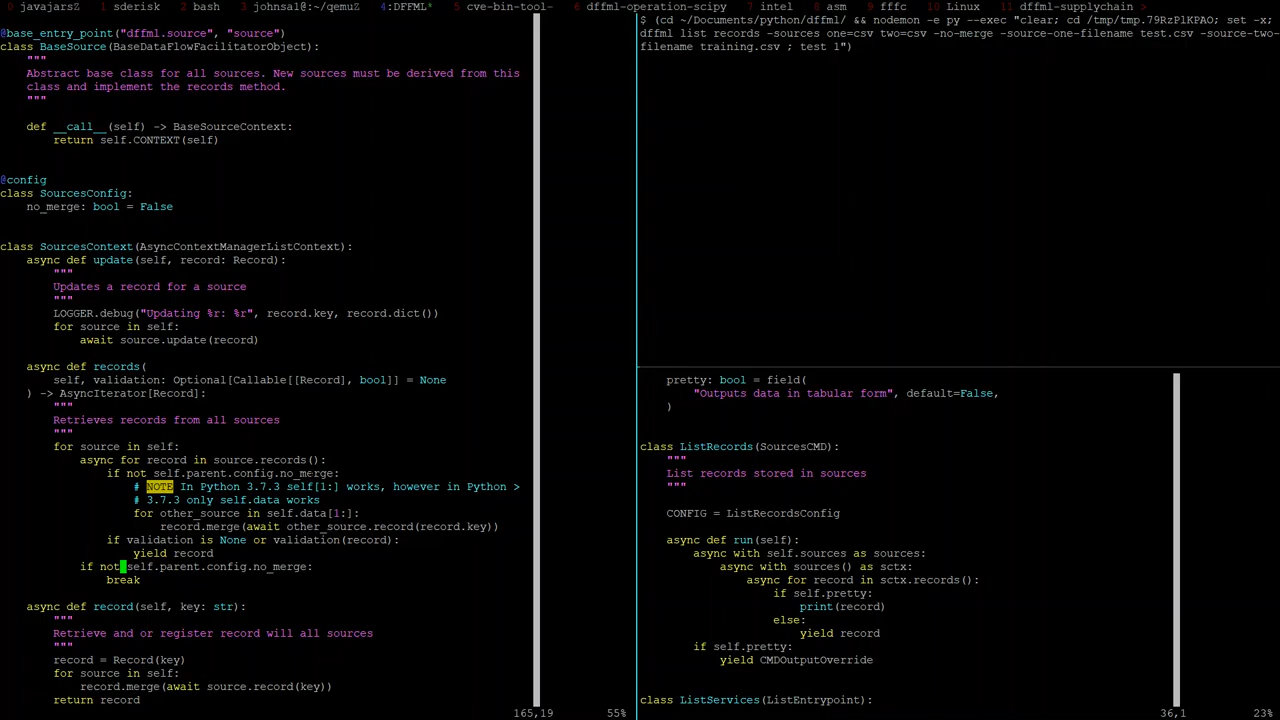 0 javajarsZ 1 sderisk 2 bash 3 johnsal@:~/qemuZ 4:DFFML* 5 cve-bin-tool- 6 dffml-operation-scipy 7 intel 8 asm 9 fffc 10 Linux 11 dffml-supplychain >
@base_entry_point("dffml.source", "source")
class BaseSource(BaseDataFlowFacilitatorObject):
    """
    Abstract base class for all sources. New sources must be derived from this
    class and implement the records method.
    """
    def __call__(self) -> BaseSourceContext:
        return self.CONTEXT(self)
@config
class SourcesConfig:
    no_merge: bool = False
class SourcesContext(AsyncContextManagerListContext):
    async def update(self, record: Record):
        """
        Updates a record for a source
        """
        LOGGER.debug("Updating %r: %r", record.key, record.dict())
        for source in self:
            await source.update(record)
    async def records(
        self, validation: Optional[Callable[[Record], bool]] = None
    ) -> AsyncIterator[Record]:
        """
        Retrieves records from all sources
        """
        for source in self:
            async for record in source.records():
                if not self.parent.config.no_merge:
                    # NOTE In Python 3.7.3 self[1:] works, however in Python >
                    # 3.7.3 only self.data works
                    for other_source in self.data[1:]:
                        record.merge(await other_source.record(record.key))
                if validation is None or validation(record):
                    yield record
            if not self.parent.config.no_merge:
                break
    async def record(self, key: str):
        """
        Retrieve and or register record will all sources
        """
        record = Record(key)
        for source in self:
            record.merge(await source.record(key))
        return record
165,19 55%
$ (cd ~/Documents/python/dffml/ && nodemon -e py --exec "clear; cd /tmp/tmp.79RzPlKPAO; set -x;
dffml list records -sources one=csv two=csv -no-merge -source-one-filename test.csv -source-two-
filename training.csv ; test 1")
    pretty: bool = field(
        "Outputs data in tabular form", default=False,
    )
class ListRecords(SourcesCMD):
    """
    List records stored in sources
    """
    CONFIG = ListRecordsConfig
    async def run(self):
        async with self.sources as sources:
            async with sources() as sctx:
                async for record in sctx.records():
                    if self.pretty:
                        print(record)
                    else:
                        yield record
        if self.pretty:
            yield CMDOutputOverride
class ListServices(ListEntrypoint):
36,1 23%